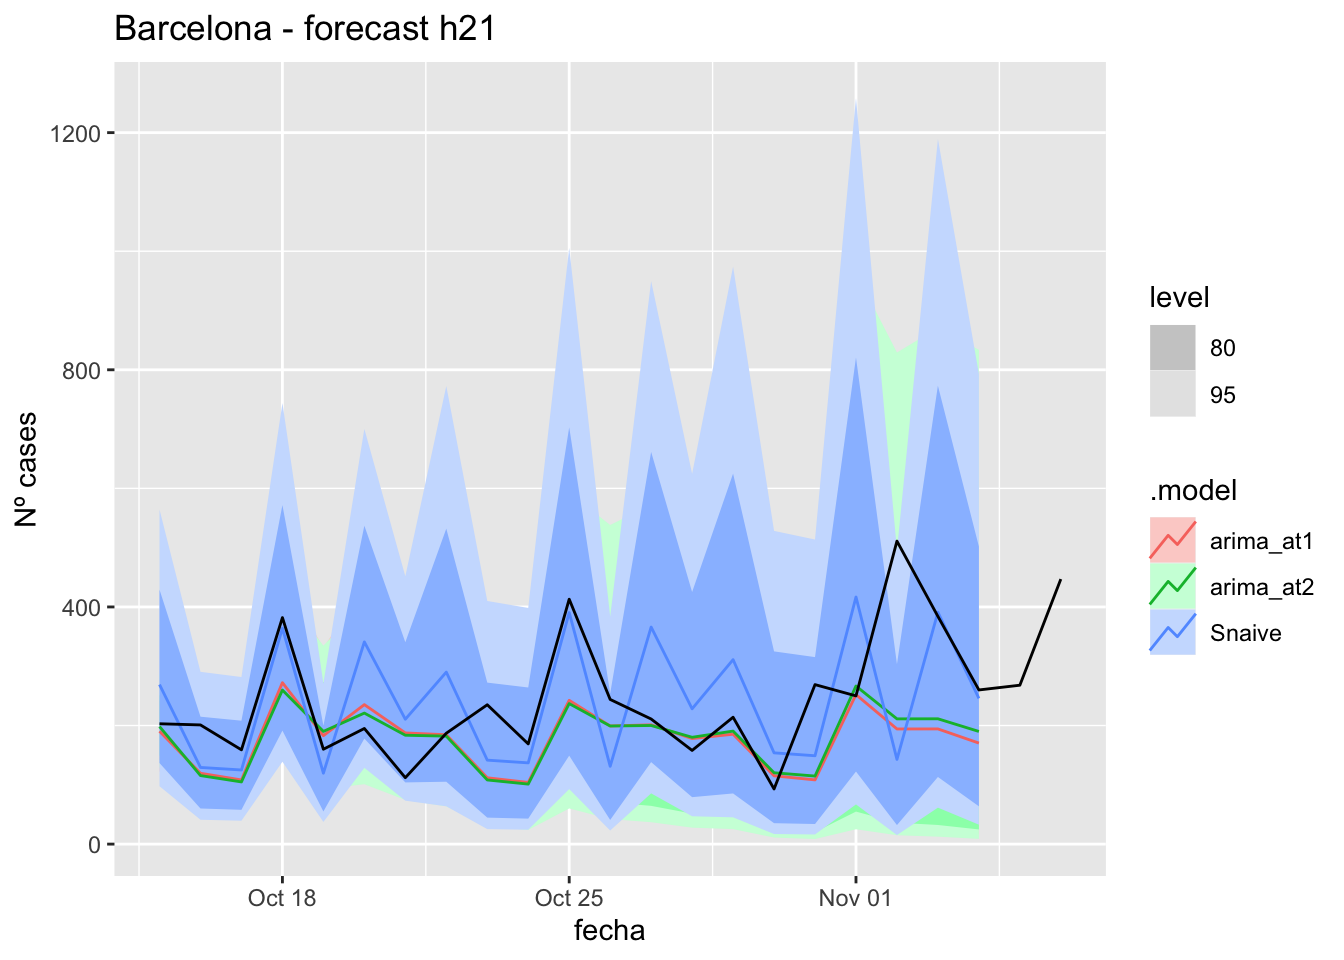 Barcelona - forecast h21
1200
800
400
0
Nº cases
Oct 18
Oct 25
Nov 01
fecha
level
80
95
.model
arima_at1
arima_at2
Snaive